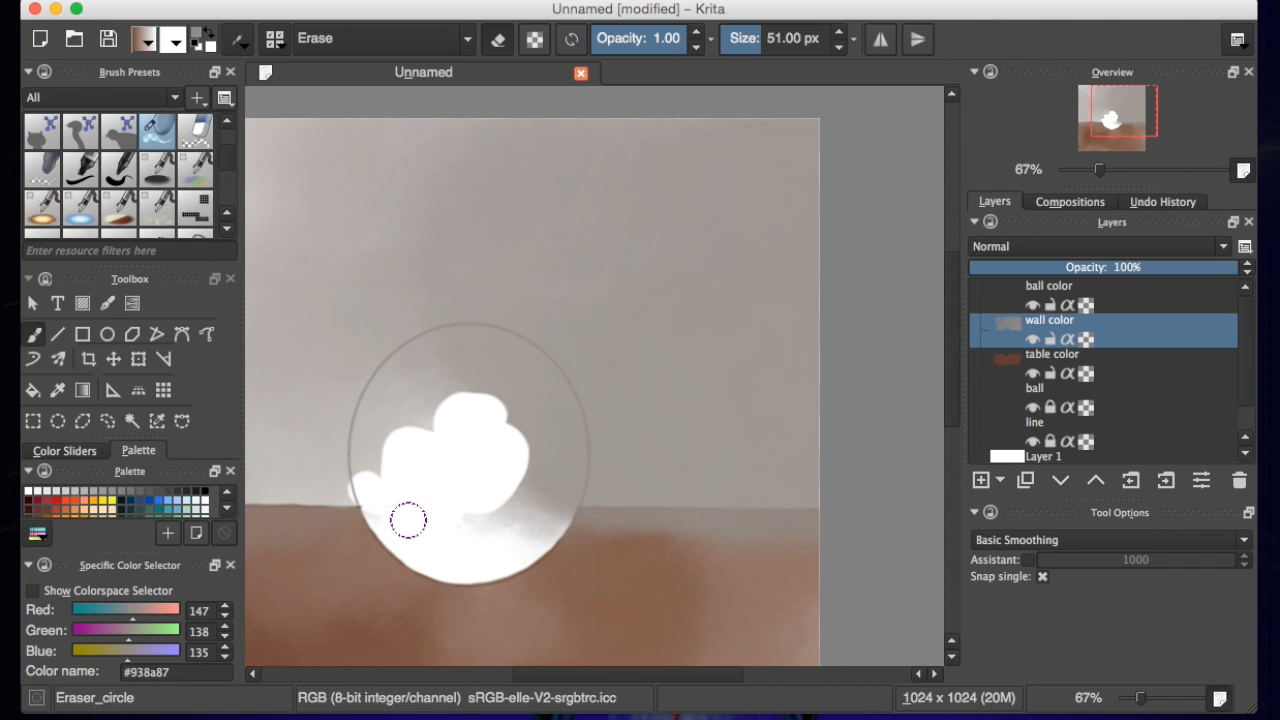 Unnamed [modified] – Krita
Erase
Opacity: 1.00
Size: 51.00 px
Brush Presets
Unnamed
Overview
All
67%
Layers
Compositions
Undo History
Layers
Normal
Enter resource filters here
Opacity: 100%
Toolbox
ball color
wall color
table color
ball
line
Layer 1
Color Sliders
Palette
Palette
Tool Options
Basic Smoothing
Assistant:
1000
Snap single:
Specific Color Selector
Show Colorspace Selector
Red:
147
Green:
138
Blue:
135
Color name:
#938a87
Eraser_circle
RGB (8-bit integer/channel) sRGB-elle-V2-srgbtrc.icc
1024 x 1024 (20M)
67%